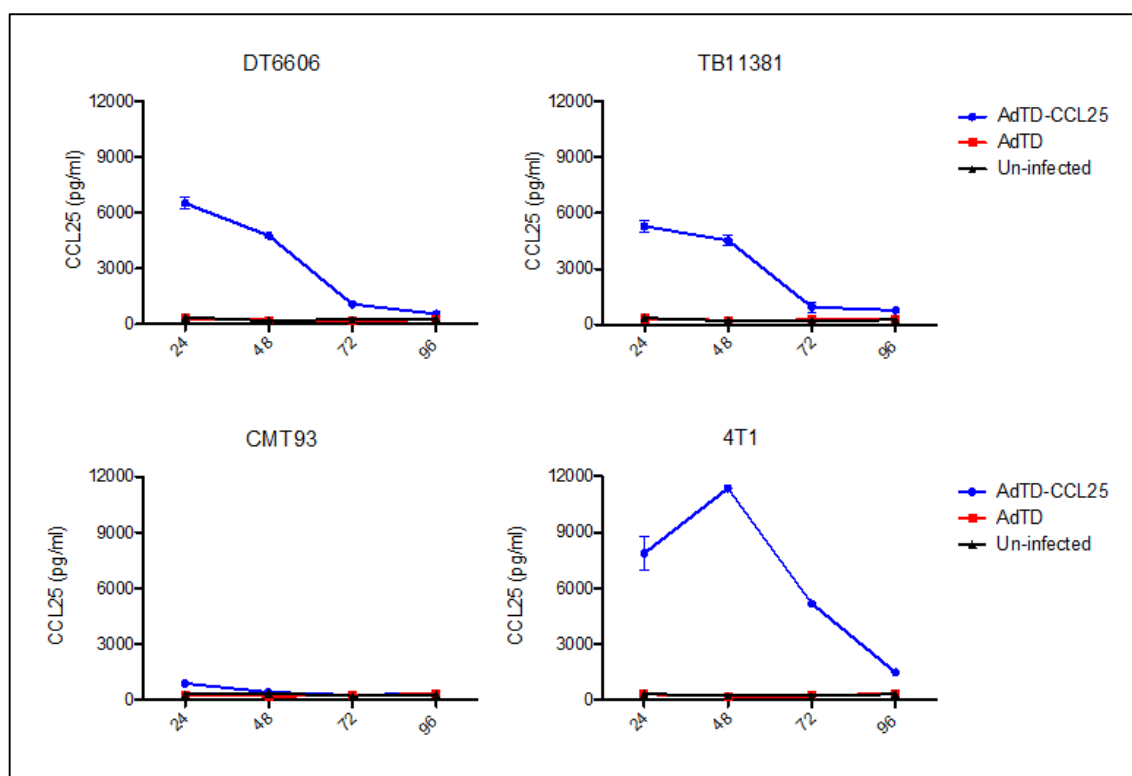 DT6606
CCL25 (pg/ml)
12000
9000
6000
3000
0
24
48
72
96
TB11381
CCL25 (pg/ml)
12000
9000
6000
3000
0
24
48
72
96
AdTD-CCL25
AdTD
Un-infected
CMT93
CCL25 (pg/ml)
12000
9000
6000
3000
0
24
48
72
96
4T1
CCL25 (pg/ml)
12000
9000
6000
3000
0
24
48
72
96
AdTD-CCL25
AdTD
Un-infected